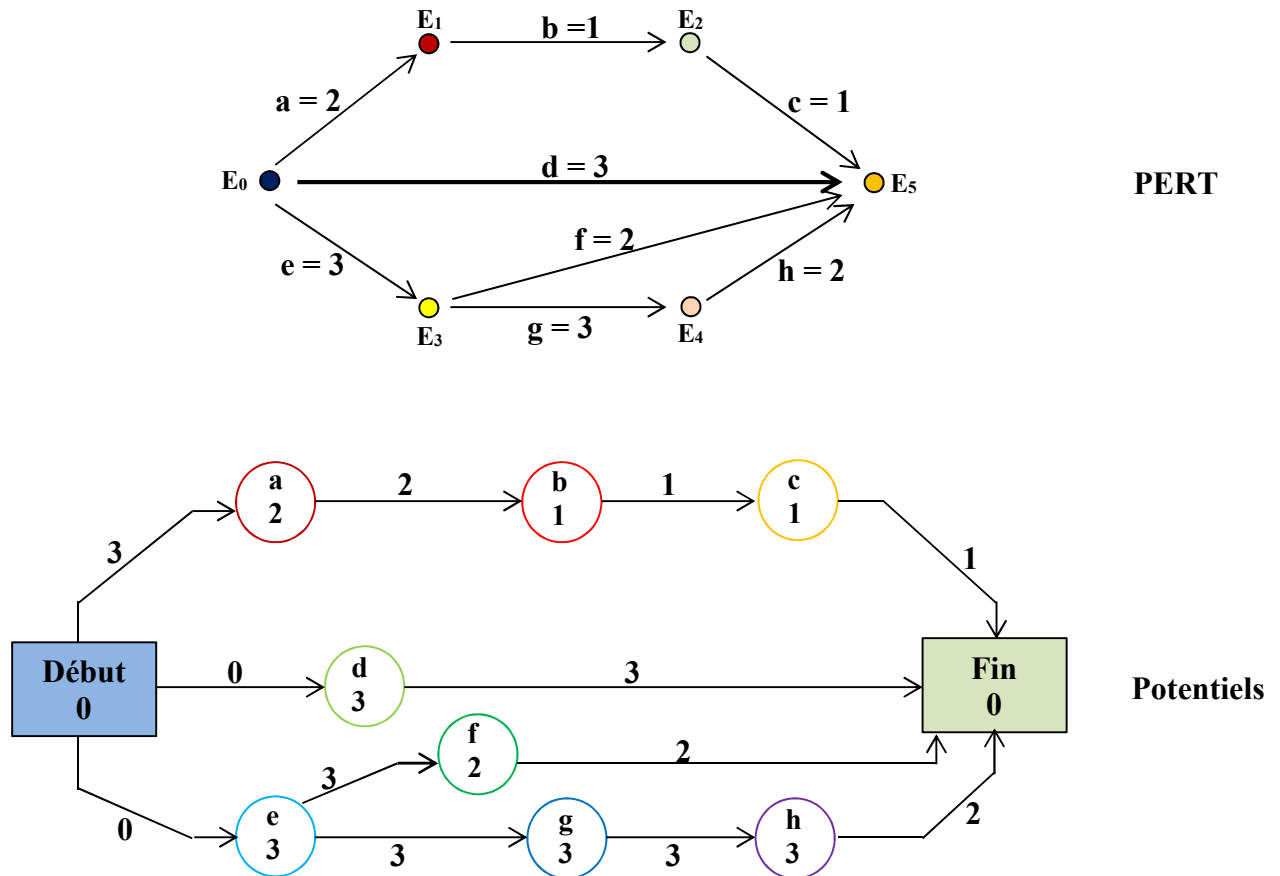 E₁
b =1
E₂
a = 2
c = 1
E₀
d = 3
E₅
PERT
f = 2
e = 3
h = 2
g = 3
E₃
E₄
a
2
2
b
1
1
c
1
3
1
Début
0
0
d
3
3
Fin
0
Potentiels
f
2
3
2
0
e
3
3
g
3
3
h
3
2